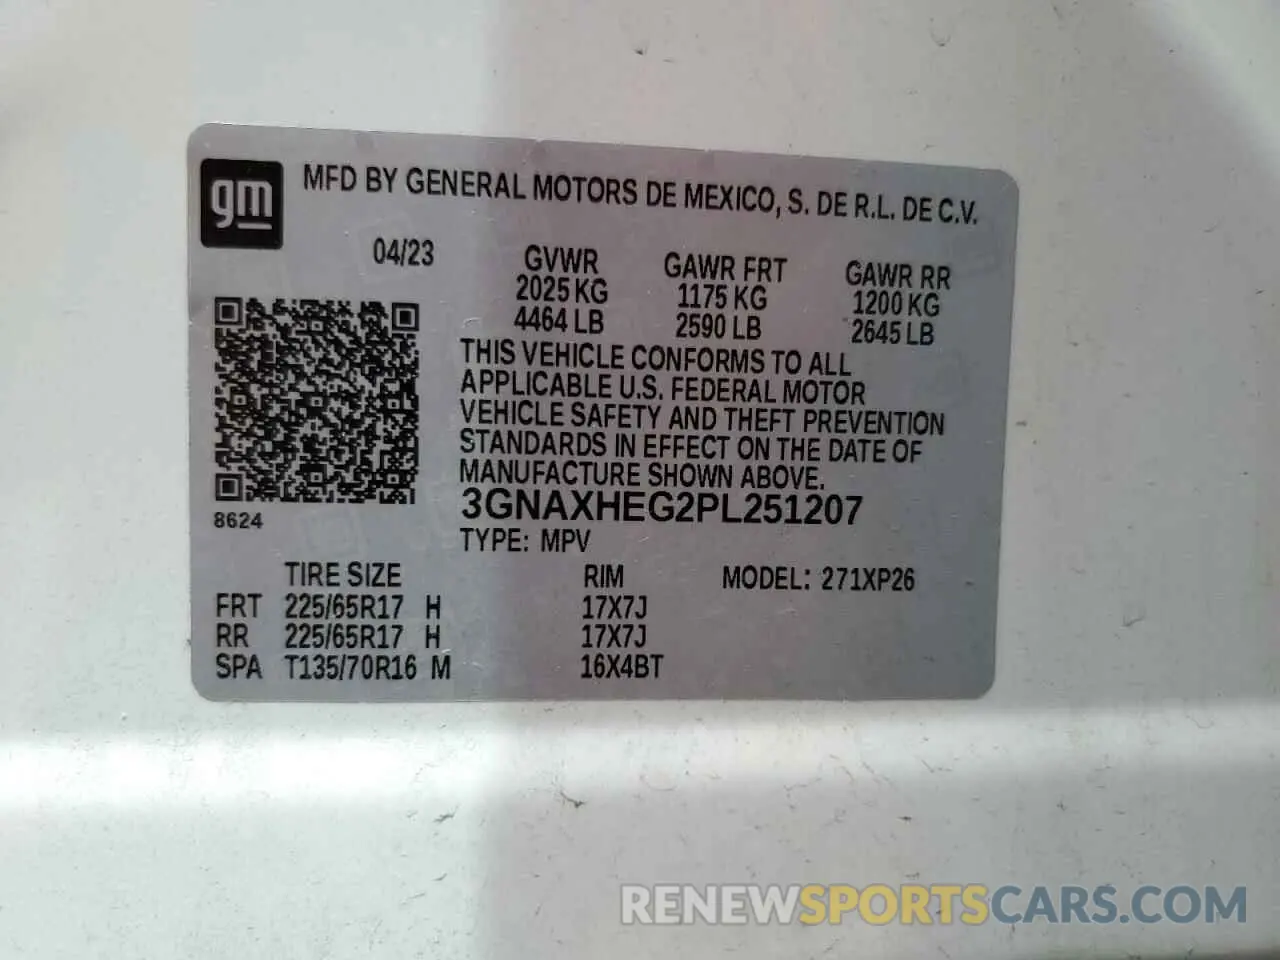 gm
MFD BY GENERAL MOTORS DE MEXICO, S. DE R.L. DE C.V.
04/23 GVWR GAWR FRT GAWR RR
2025 KG 1175 KG 1200 KG
4464 LB 2590 LB 2645 LB
THIS VEHICLE CONFORMS TO ALL
APPLICABLE U.S. FEDERAL MOTOR
VEHICLE SAFETY AND THEFT PREVENTION
STANDARDS IN EFFECT ON THE DATE OF
MANUFACTURE SHOWN ABOVE.
3GNAXHEG2PL251207
8624
TYPE: MPV
TIRE SIZE RIM MODEL: 271XP26
FRT 225/65R17 H 17X7J
RR 225/65R17 H 17X7J
SPA T135/70R16 M 16X4BT
RENEWSPORTSCARS.COM